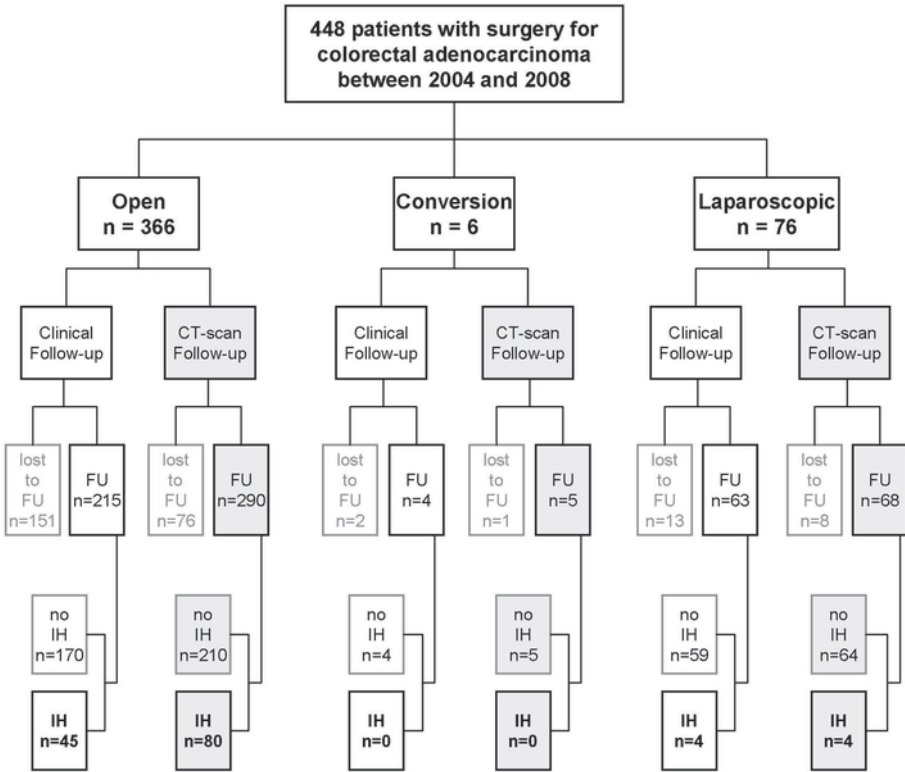 448 patients with surgery for
colorectal adenocarcinoma
between 2004 and 2008
Open
n = 366
Conversion
n = 6
Laparoscopic
n = 76
Clinical
Follow-up
CT-scan
Follow-up
Clinical
Follow-up
CT-scan
Follow-up
Clinical
Follow-up
CT-scan
Follow-up
lost
to
FU
n=151
FU
n=215
lost
to
FU
n=76
FU
n=290
lost
to
FU
n=2
FU
n=4
lost
to
FU
n=1
FU
n=5
lost
to
FU
n=13
FU
n=63
lost
to
FU
n=8
FU
n=68
no
IH
n=170
no
IH
n=210
no
IH
n=4
no
IH
n=5
no
IH
n=59
no
IH
n=64
IH
n=45
IH
n=80
IH
n=0
IH
n=0
IH
n=4
IH
n=4